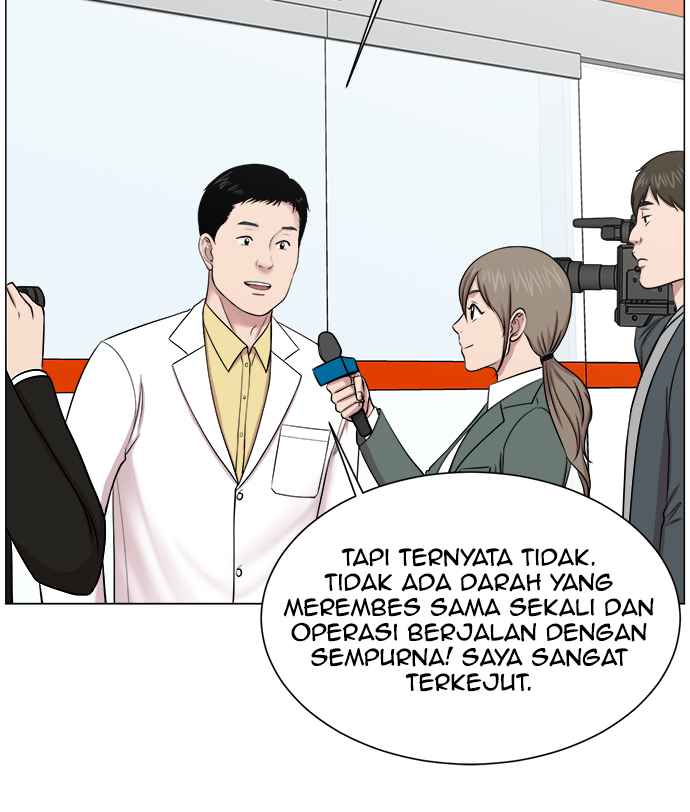 TAPI TERNYATA TIDAK.
TIDAK ADA DARAH YANG
MEREMBES SAMA SEKALI DAN
OPERASI BERJALAN DENGAN
SEMPURNA! SAYA SANGAT
TERKEJUT.